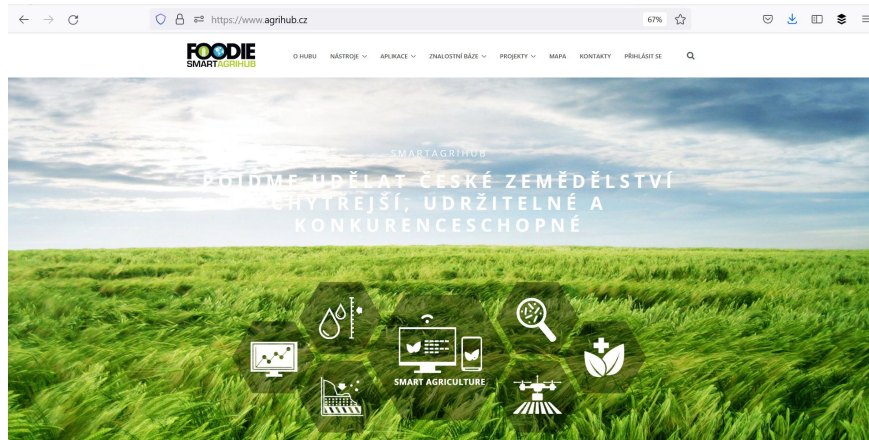 https://www.agrihub.cz
67%
FOODIE
SMARTAGRIHUB
O HUBU NÁSTROJE APLIKACE ZNALOSTNÍ BÁZE PROJEKTY MAPA KONTAKTY PŘIHLÁSIT SE
SMARTAGRIHUB
POJĎME UDĚLAT ČESKÉ ZEMĚDĚLSTVÍ
CHYTŘEJŠÍ, UDRŽITELNÉ A
KONKURENCESCHOPNÉ
SMART AGRICULTURE